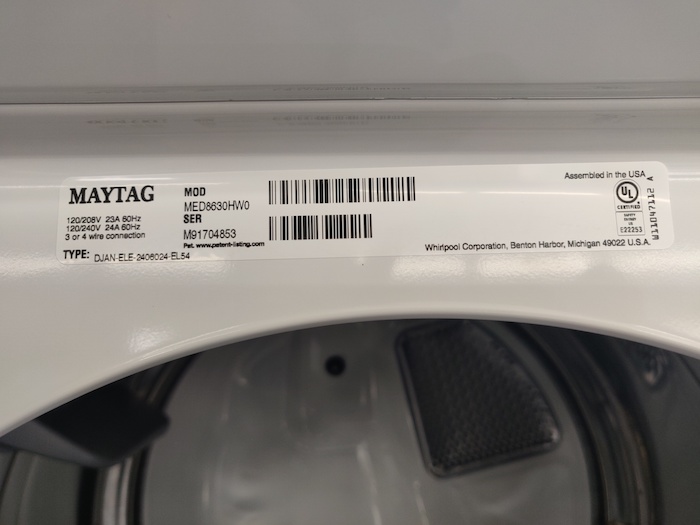 MAYTAG
120/208V 23A 60Hz
120/240V 24A 60Hz
3 or 4 wire connection
TYPE: DJAN-ELE-2406024-EL54
MOD
MED8630HW0
SER
M91704853
Pat. www.patent-listing.com
Assembled in the USA
UL
CERTIFIED
E22253
W11047112 A
Whirlpool Corporation, Benton Harbor, Michigan 49022 U.S.A.